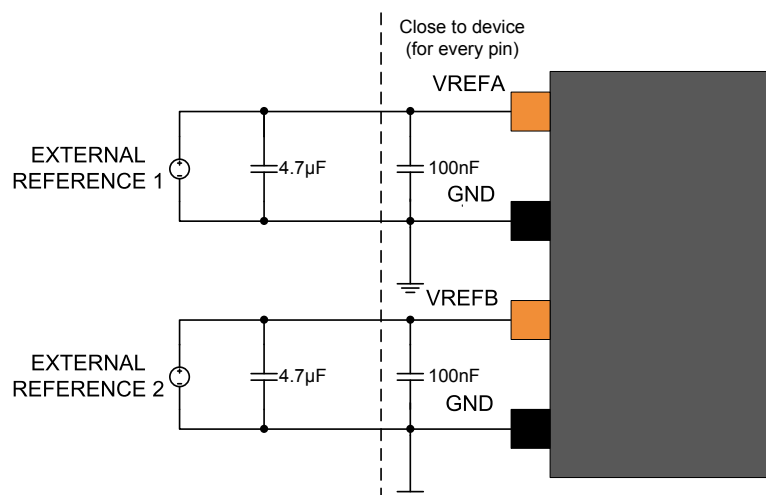 Close to device
(for every pin)
VREFA
EXTERNAL
REFERENCE 1
4.7µF
100nF
GND
VREFB
EXTERNAL
REFERENCE 2
4.7µF
100nF
GND